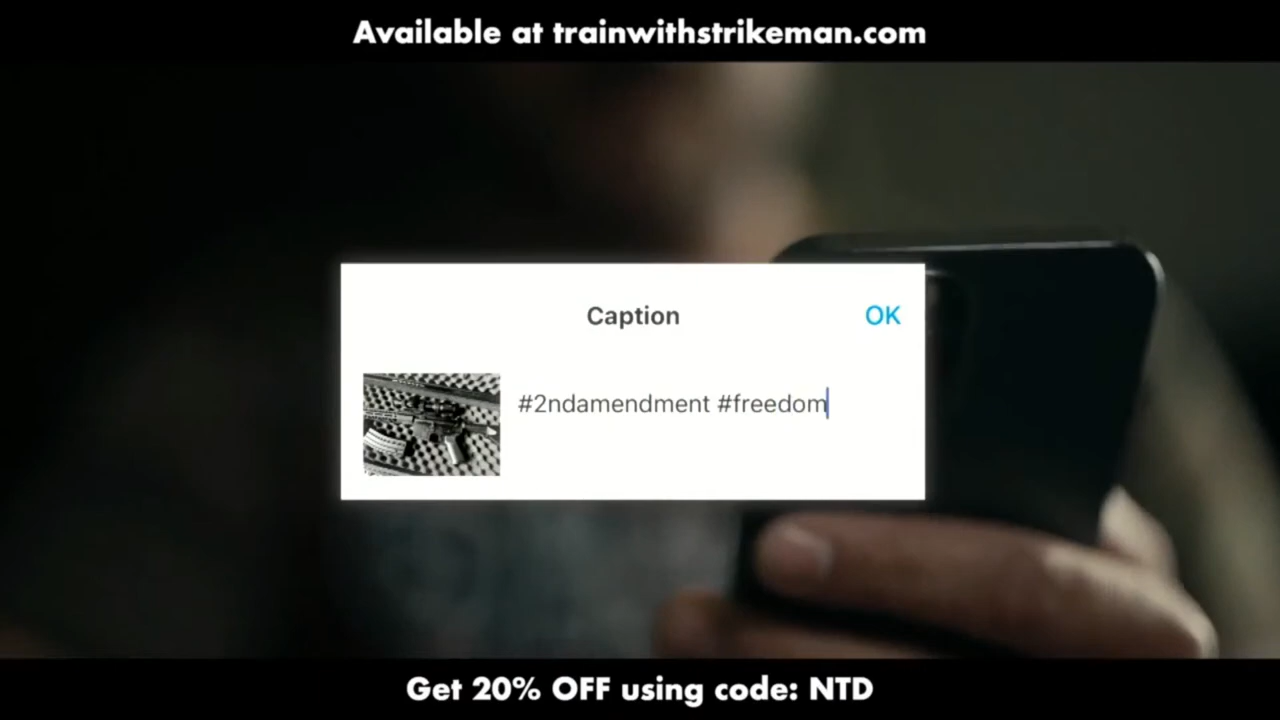 Available at trainwithstrikeman.com
Caption
OK
#2ndamendment #freedom
Get 20% OFF using code: NTD